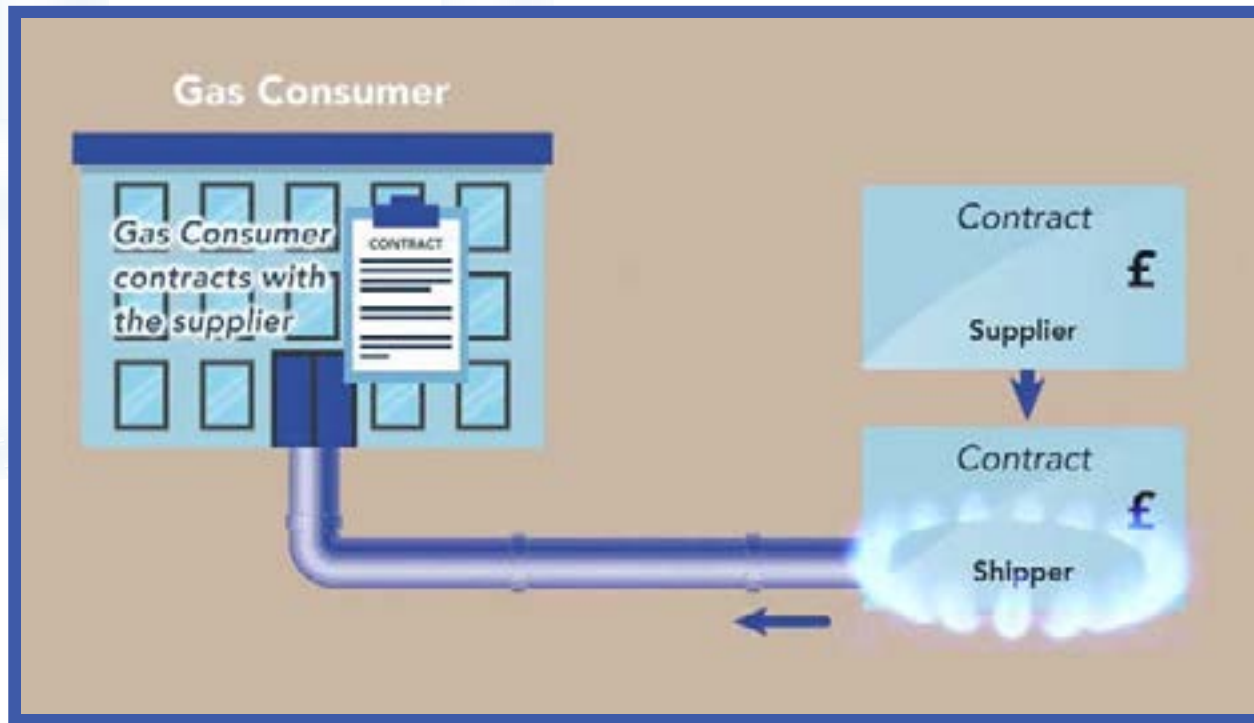 Gas Consumer
Gas Consumer
contracts with
the supplier
CONTRACT
Contract
£
Supplier
Contract
£
Shipper